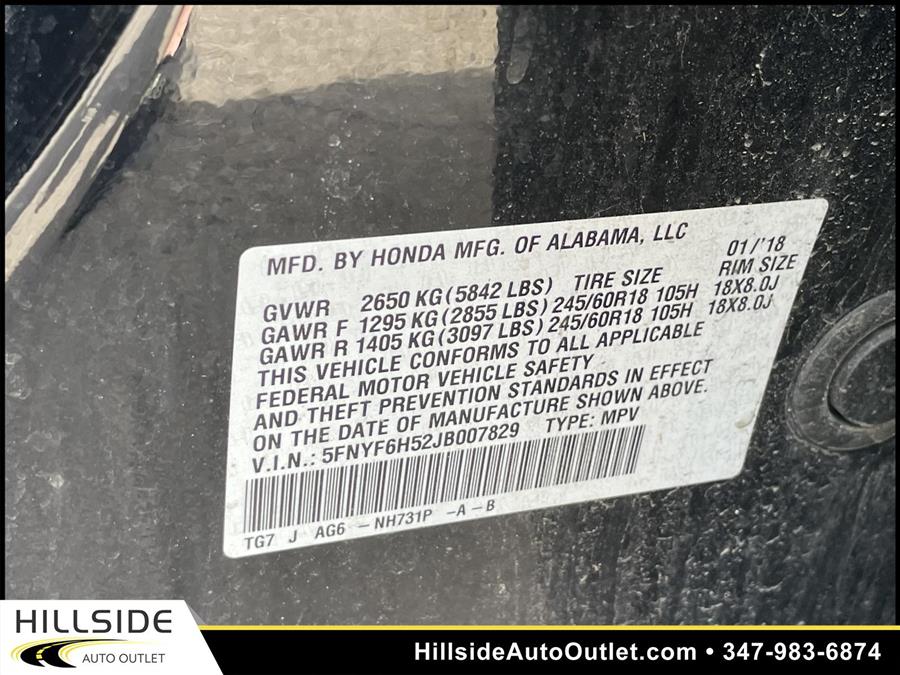 MFD. BY HONDA MFG. OF ALABAMA, LLC 01/'18
GVWR 2650 KG (5842 LBS) TIRE SIZE RIM SIZE
GAWR F 1295 KG (2855 LBS) 245/60R18 105H 18X8.0J
GAWR R 1405 KG (3097 LBS) 245/60R18 105H 18X8.0J
THIS VEHICLE CONFORMS TO ALL APPLICABLE
FEDERAL MOTOR VEHICLE SAFETY
AND THEFT PREVENTION STANDARDS IN EFFECT
ON THE DATE OF MANUFACTURE SHOWN ABOVE.
V.I.N.: 5FNYF6H52JB007829 TYPE: MPV
TG7 J AG6 - NH731P - A - B
HILLSIDE
AUTO OUTLET
HillsideAutoOutlet.com • 347-983-6874